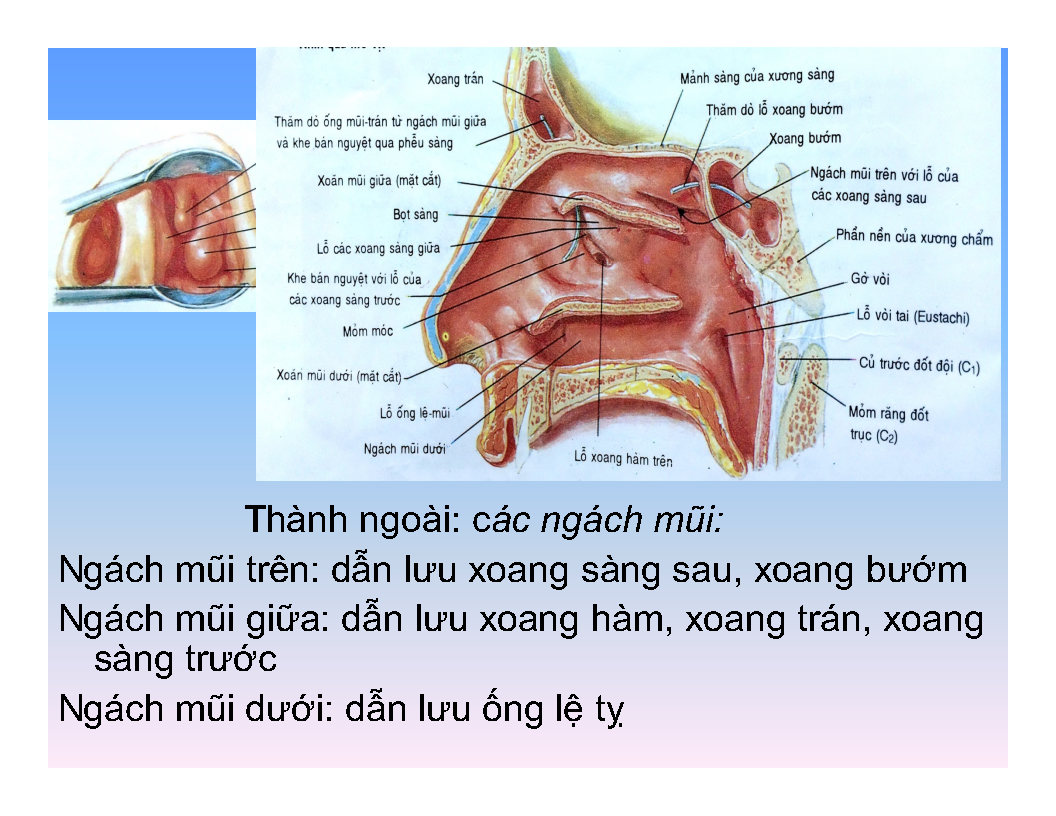 Xoang trán
Thăm dò ống mũi-trán từ ngách mũi giữa
và khe bán nguyệt qua phễu sàng
Xoăn mũi giữa (mặt cắt)
Bọt sàng
Lỗ các xoang sàng giữa
Khe bán nguyệt với lỗ của
các xoang sàng trước
Mỏm móc
Xoăn mũi dưới (mặt cắt)
Lỗ ống lệ-mũi
Ngách mũi dưới
Lỗ xoang hàm trên
Mảnh sàng của xương sàng
Thăm dò lỗ xoang bướm
Xoang bướm
Ngách mũi trên với lỗ của
các xoang sàng sau
Phần nền của xương chẩm
Gờ vòi
Lỗ vòi tai (Eustachi)
Củ trước đốt đội (C1)
Mỏm răng đốt
trục (C2)
Thành ngoài: các ngách mũi:
Ngách mũi trên: dẫn lưu xoang sàng sau, xoang bướm
Ngách mũi giữa: dẫn lưu xoang hàm, xoang trán, xoang
sàng trước
Ngách mũi dưới: dẫn lưu ống lệ tỵ